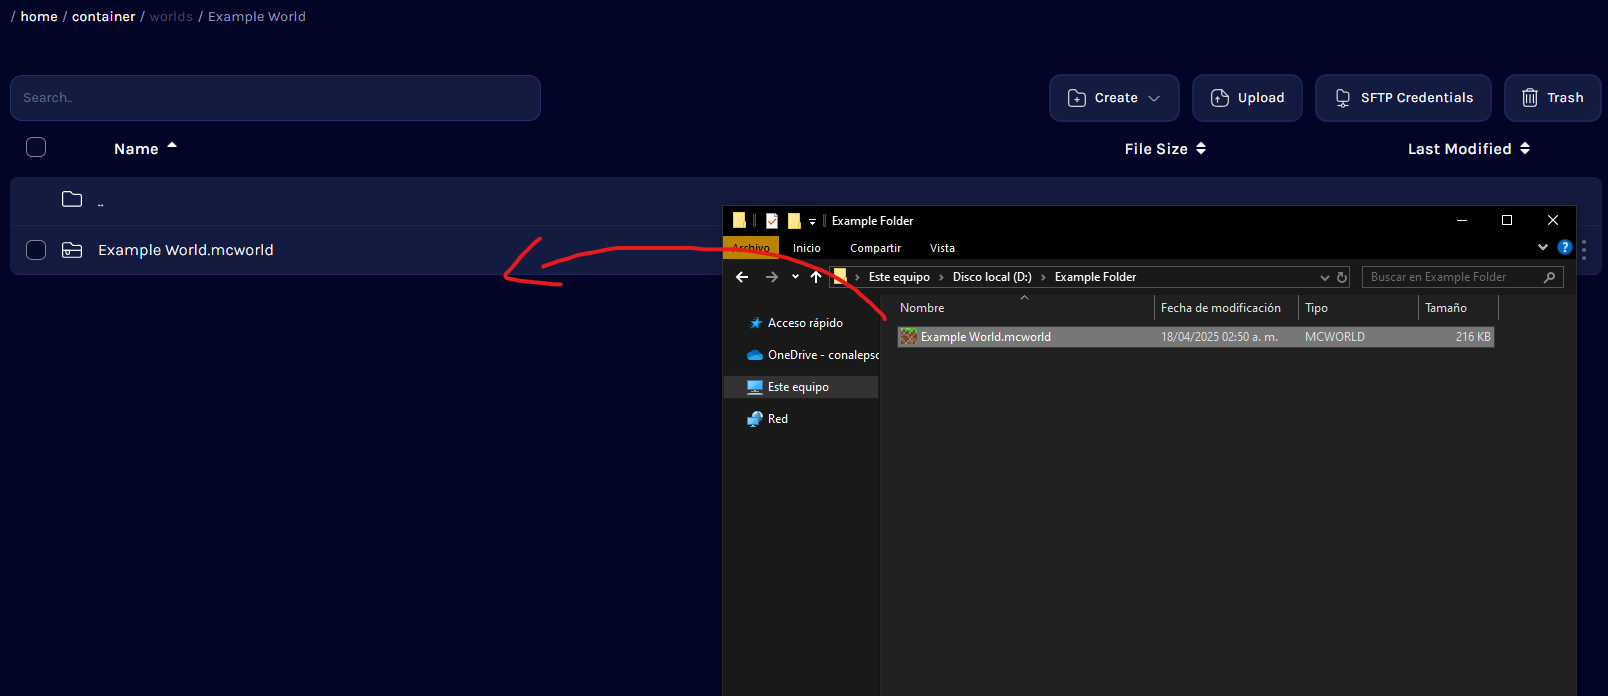 / home / container / worlds / Example World
Search..
Create
Upload
SFTP Credentials
Trash
Name
File Size
Last Modified
..
Example World.mcworld
Example Folder
Archivo
Inicio
Compartir
Vista
Este equipo > Disco local (D:) > Example Folder
Buscar en Example Folder
Nombre
Fecha de modificación
Tipo
Tamaño
Acceso rápido
OneDrive - conalepsc
Este equipo
Red
Example World.mcworld
18/04/2025 02:50 a. m.
MCWORLD
216 KB